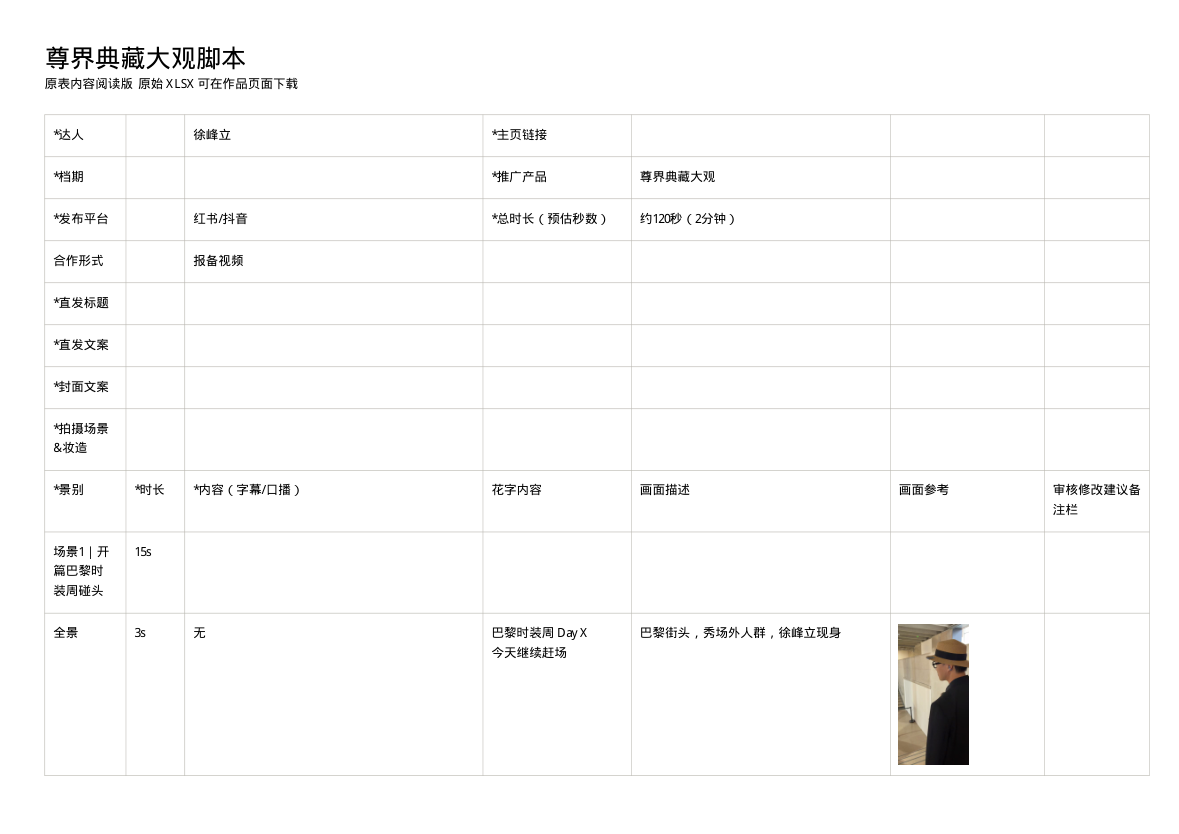 尊界典藏大观脚本
原表内容阅读版 原始 XLSX 可在作品页面下载
*达人 徐峰立 *主页链接
*档期 *推广产品 尊界典藏大观
*发布平台 红书/抖音 *总时长（预估秒数） 约120秒（2分钟）
合作形式 报备视频
*直发标题
*直发文案
*封面文案
*拍摄场景
&妆造
*景别 *时长 *内容（字幕/口播） 花字内容 画面描述 画面参考 审核修改建议备
注栏
场景1｜开 15s
篇巴黎时
装周碰头
全景 3s 无 巴黎时装周 Day X 巴黎街头，秀场外人群，徐峰立现身
今天继续赶场